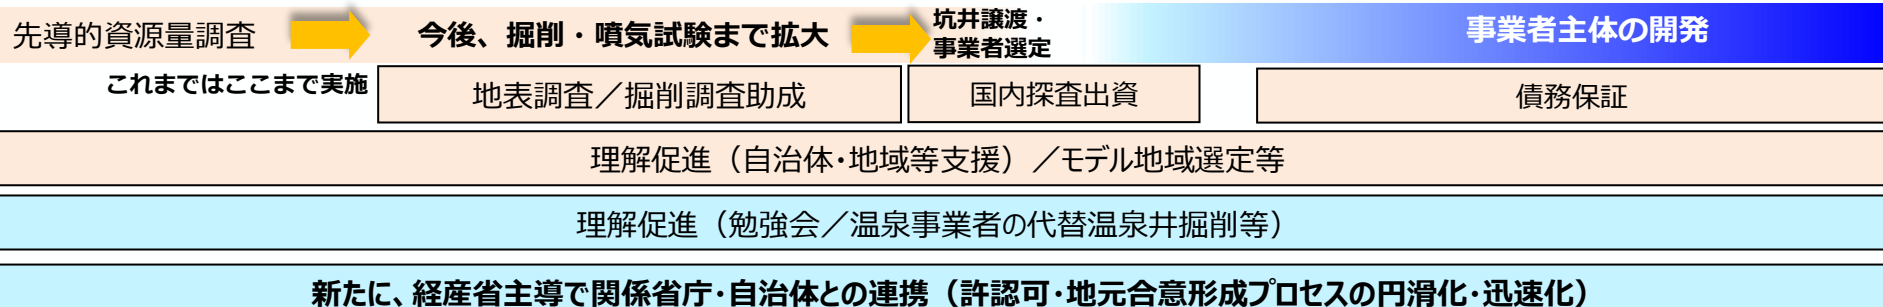 先導的資源量調査
今後、掘削・噴気試験まで拡大
坑井譲渡・
事業者選定
事業者主体の開発
これまではここまで実施
地表調査／掘削調査助成
国内探査出資
債務保証
理解促進（自治体・地域等支援）／モデル地域選定等
理解促進（勉強会／温泉事業者の代替温泉井掘削等）
新たに、経産省主導で関係省庁・自治体との連携（許認可・地元合意形成プロセスの円滑化・迅速化）